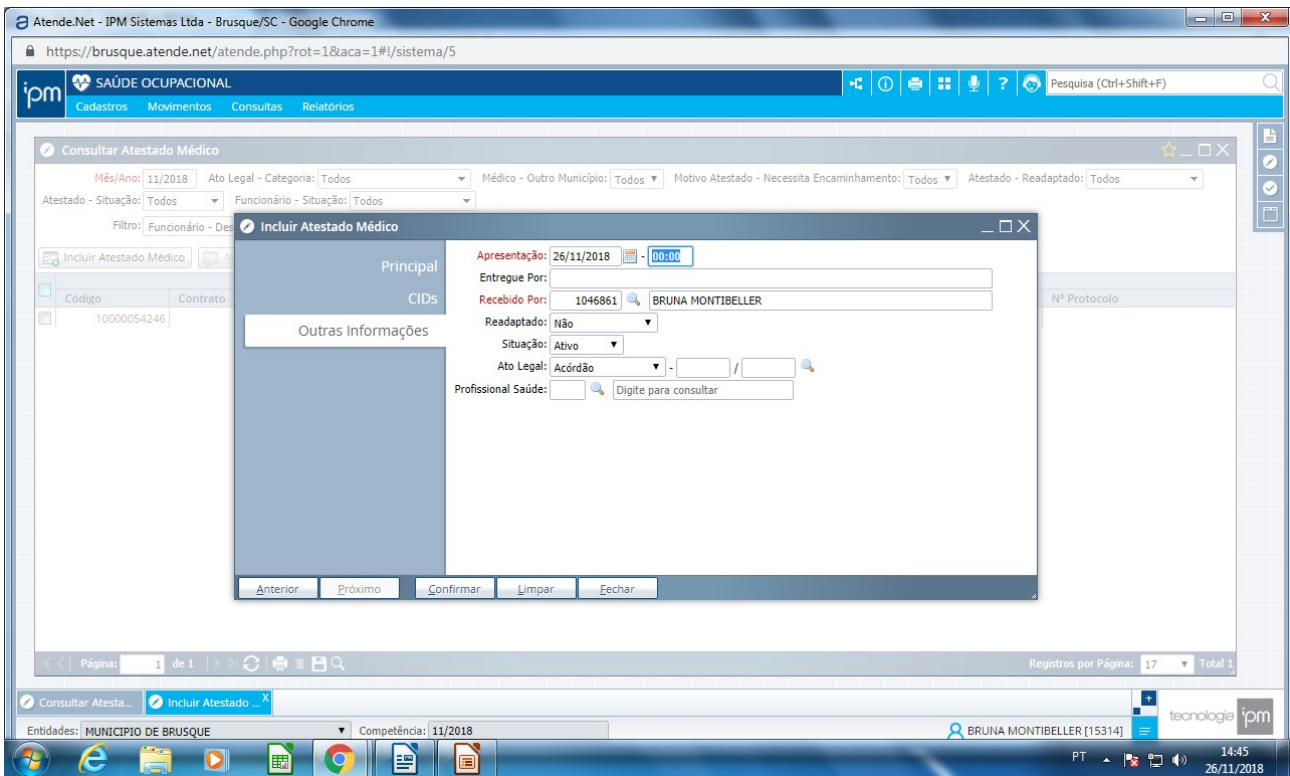 Atende.Net - IPM Sistemas Ltda - Brusque/SC - Google Chrome
https://brusque.atende.net/atende.php?rot=1&aca=1#!/sistema/5
ipm SAÚDE OCUPACIONAL ? Pesquisa (Ctrl+Shift+F)
Cadastros Movimentos Consultas Relatórios
Consultar Atestado Médico
Mês/Ano: 11/2018 Ato Legal - Categoria: Todos Médico - Outro Município: Todos Motivo Atestado - Necessita Encaminhamento: Todos Atestado - Readaptado: Todos
Atestado - Situação: Todos Funcionário - Situação: Todos
Filtro: Funcionário - Des
Incluir Atestado Médico
Código Contrato Nº Protocolo
10000054246
Incluir Atestado Médico
Principal
CIDs
Outras Informações
Apresentação: 26/11/2018 - 00:00
Entregue Por:
Recebido Por: 1046861 BRUNA MONTIBELLER
Readaptado: Não
Situação: Ativo
Ato Legal: Acórdão - /
Profissional Saúde: Digite para consultar
Anterior Próximo Confirmar Limpar Fechar
Página: 1 de 1 Registros por Página: 17 Total 1
Consultar Atesta... Incluir Atestado ... X
tecnologia ipm
Entidades: MUNICIPIO DE BRUSQUE Competência: 11/2018 BRUNA MONTIBELLER [15314]
PT 14:45
26/11/2018